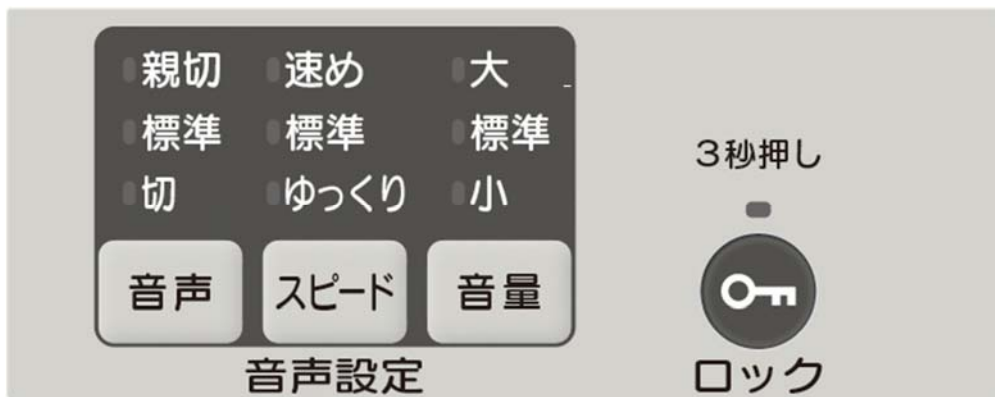 親切 速め 大
標準 標準 標準
切 ゆっくり 小
3秒押し
音声 スピード 音量
音声設定
ロック